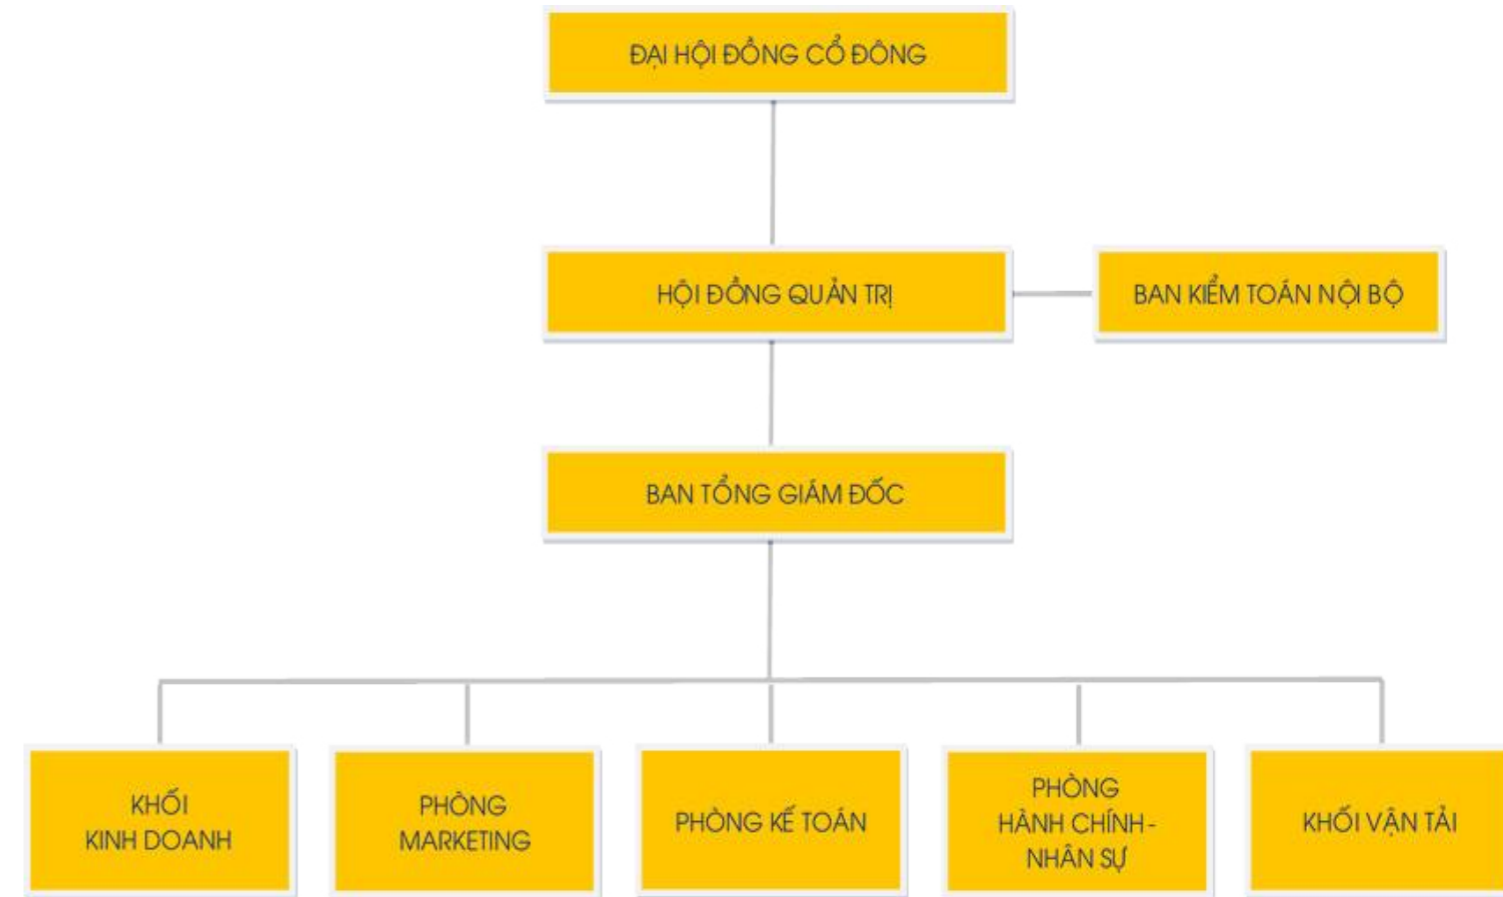 ĐẠI HỘI ĐỒNG CỔ ĐÔNG
HỘI ĐỒNG QUẢN TRỊ
BAN KIỂM TOÁN NỘI BỘ
BAN TỔNG GIÁM ĐỐC
KHỐI
KINH DOANH
PHÒNG
MARKETING
PHÒNG KẾ TOÁN
PHÒNG
HÀNH CHÍNH -
NHÂN SỰ
KHỐI VẬN TẢI